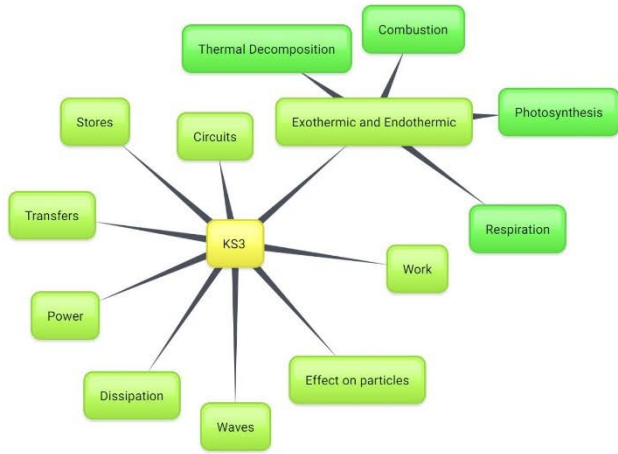 Combustion
Thermal Decomposition
Photosynthesis
Exothermic and Endothermic
Stores
Circuits
Transfers
Respiration
KS3
Work
Power
Effect on particles
Dissipation
Waves